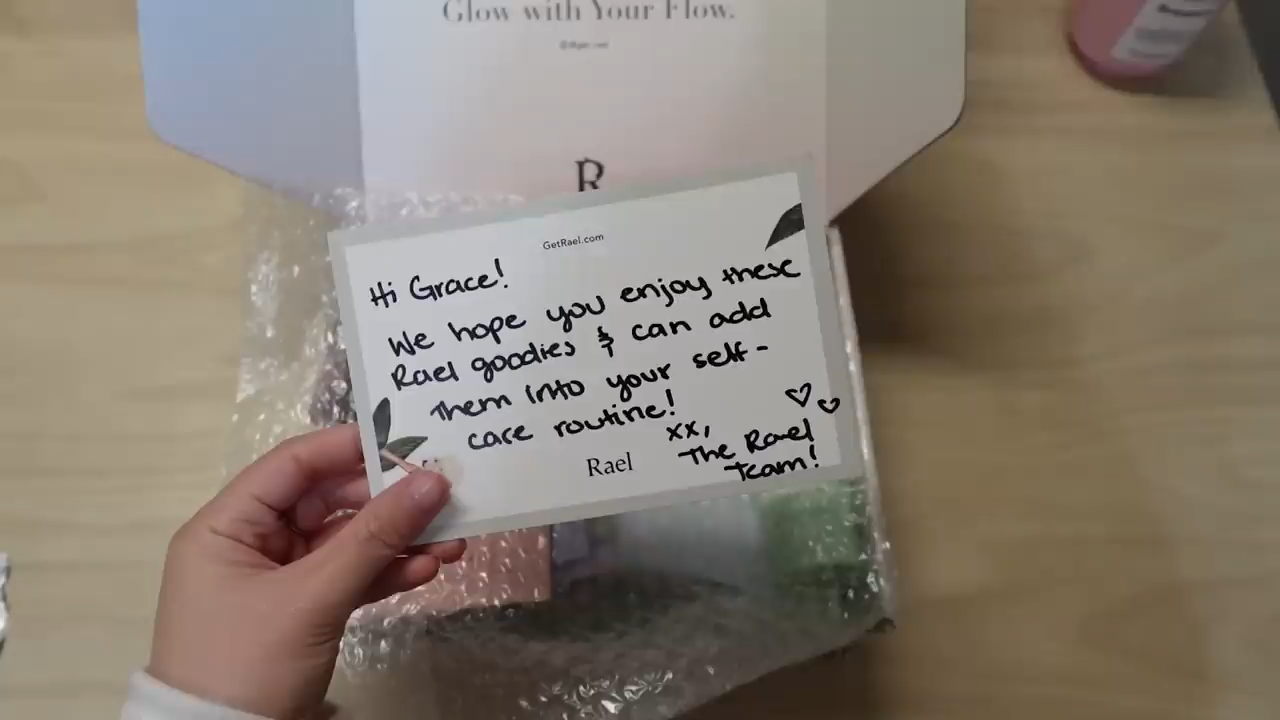 Glow with Your Flow.
R
GetRael.com
Hi Grace!
We hope you enjoy these
Rael goodies & can add
them into your self-
care routine!
xx,
The Rael
Team!
Rael